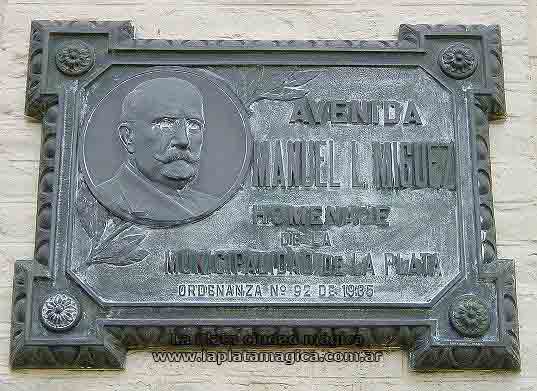 AVENIDA
MANUEL L. MIGUEZ
HOMENAJE
DE LA
MUNICIPALIDAD DE LA PLATA
ORDENANZA Nº 92 DE 1935
La Plata ciudad mágica
www.laplatamagica.com.ar